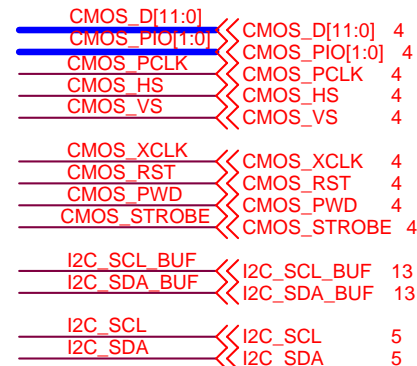 CMOS_D[11:0] CMOS_D[11:0] 4
CMOS_PIO[1:0] CMOS_PIO[1:0] 4
CMOS_PCLK CMOS_PCLK 4
CMOS_HS CMOS_HS 4
CMOS_VS CMOS_VS 4
CMOS_XCLK CMOS_XCLK 4
CMOS_RST CMOS_RST 4
CMOS_PWD CMOS_PWD 4
CMOS_STROBE CMOS_STROBE 4
I2C_SCL_BUF I2C_SCL_BUF 13
I2C_SDA_BUF I2C_SDA_BUF 13
I2C_SCL I2C_SCL 5
I2C_SDA I2C_SDA 5